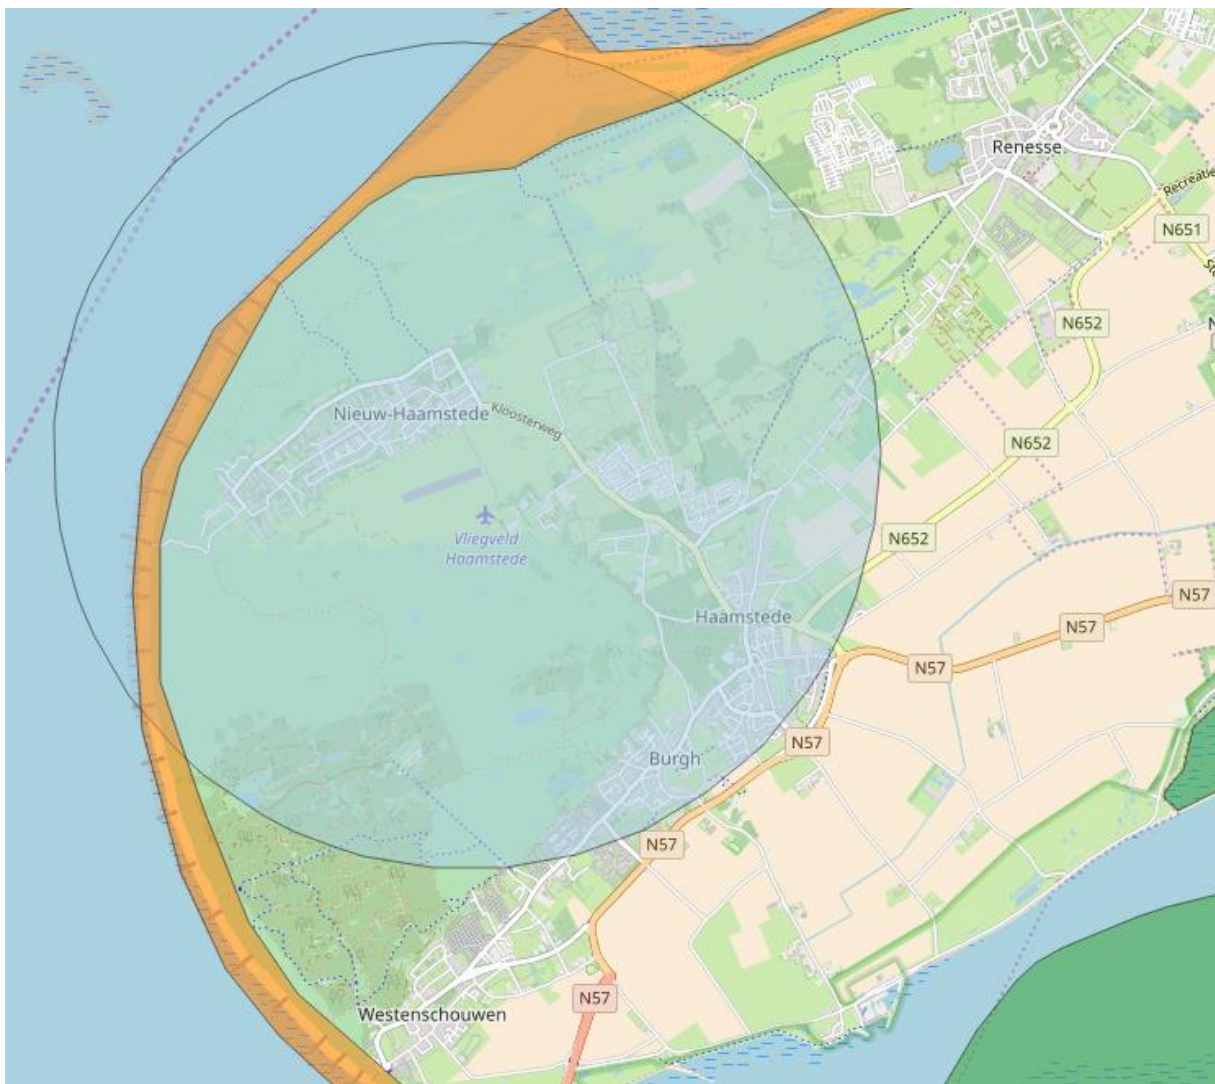 Renesse
Recreatie
N651
N652
Nieuw-Haamstede
Kloosterweg
N652
Vliegveld
Haamstede
N652
N57
Haamstede
N57
N57
N57
Burgh
N57
N57
Westenschouwen